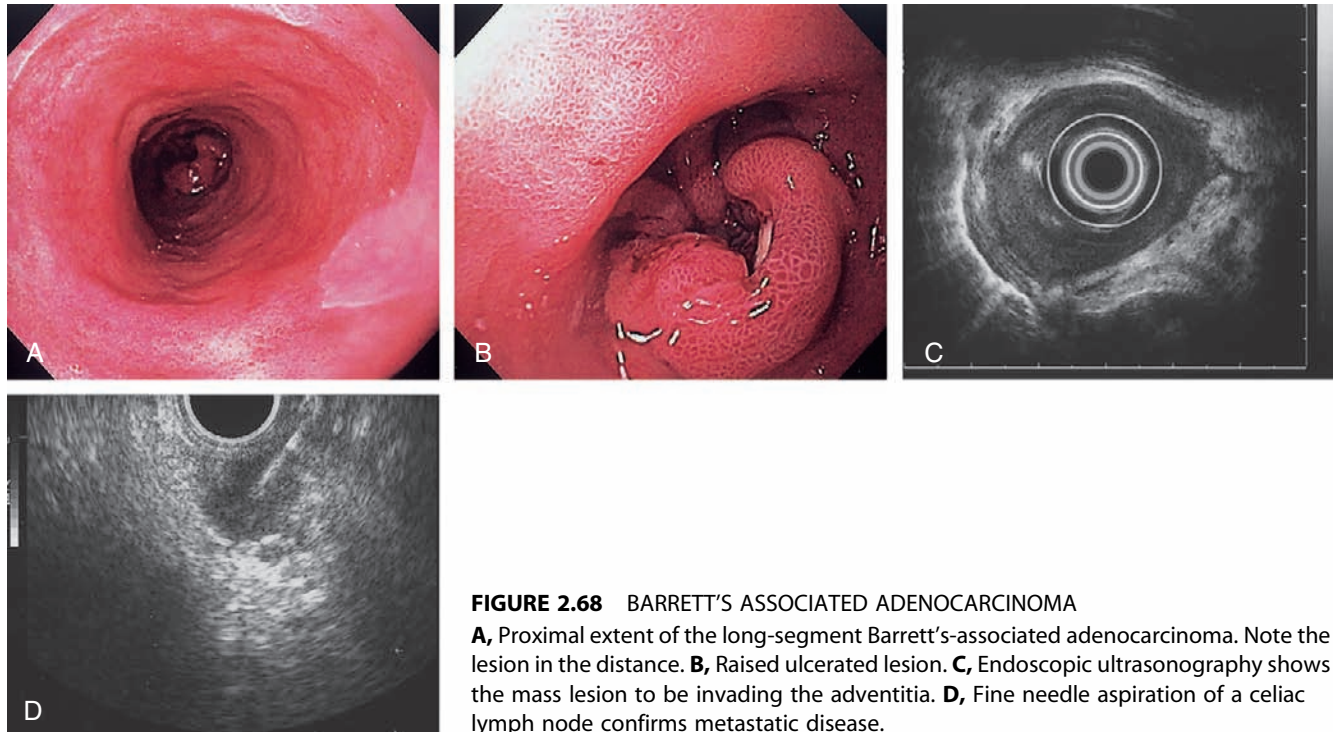 A
B
C
D
FIGURE 2.68 BARRETT'S ASSOCIATED ADENOCARCINOMA
A, Proximal extent of the long-segment Barrett's-associated adenocarcinoma. Note the
lesion in the distance. B, Raised ulcerated lesion. C, Endoscopic ultrasonography shows
the mass lesion to be invading the adventitia. D, Fine needle aspiration of a celiac
lymph node confirms metastatic disease.